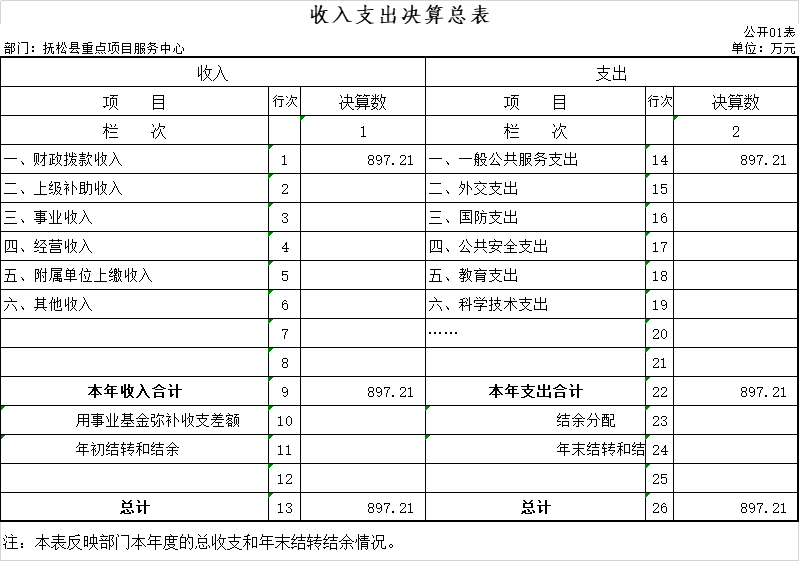 收入支出决算总表
公开01表
部门：抚松县重点项目服务中心 单位：万元
收入 支出
项 目 行次 决算数 项 目 行次 决算数
栏 次 1 栏 次 2
一、财政拨款收入 1 897.21 一、一般公共服务支出 14 897.21
二、上级补助收入 2 二、外交支出 15
三、事业收入 3 三、国防支出 16
四、经营收入 4 四、公共安全支出 17
五、附属单位上缴收入 5 五、教育支出 18
六、其他收入 6 六、科学技术支出 19
7 …… 20
8 21
本年收入合计 9 897.21 本年支出合计 22 897.21
用事业基金弥补收支差额 10 结余分配 23
年初结转和结余 11 年末结转和结 24
12 25
总计 13 897.21 总计 26 897.21
注：本表反映部门本年度的总收支和年末结转结余情况。